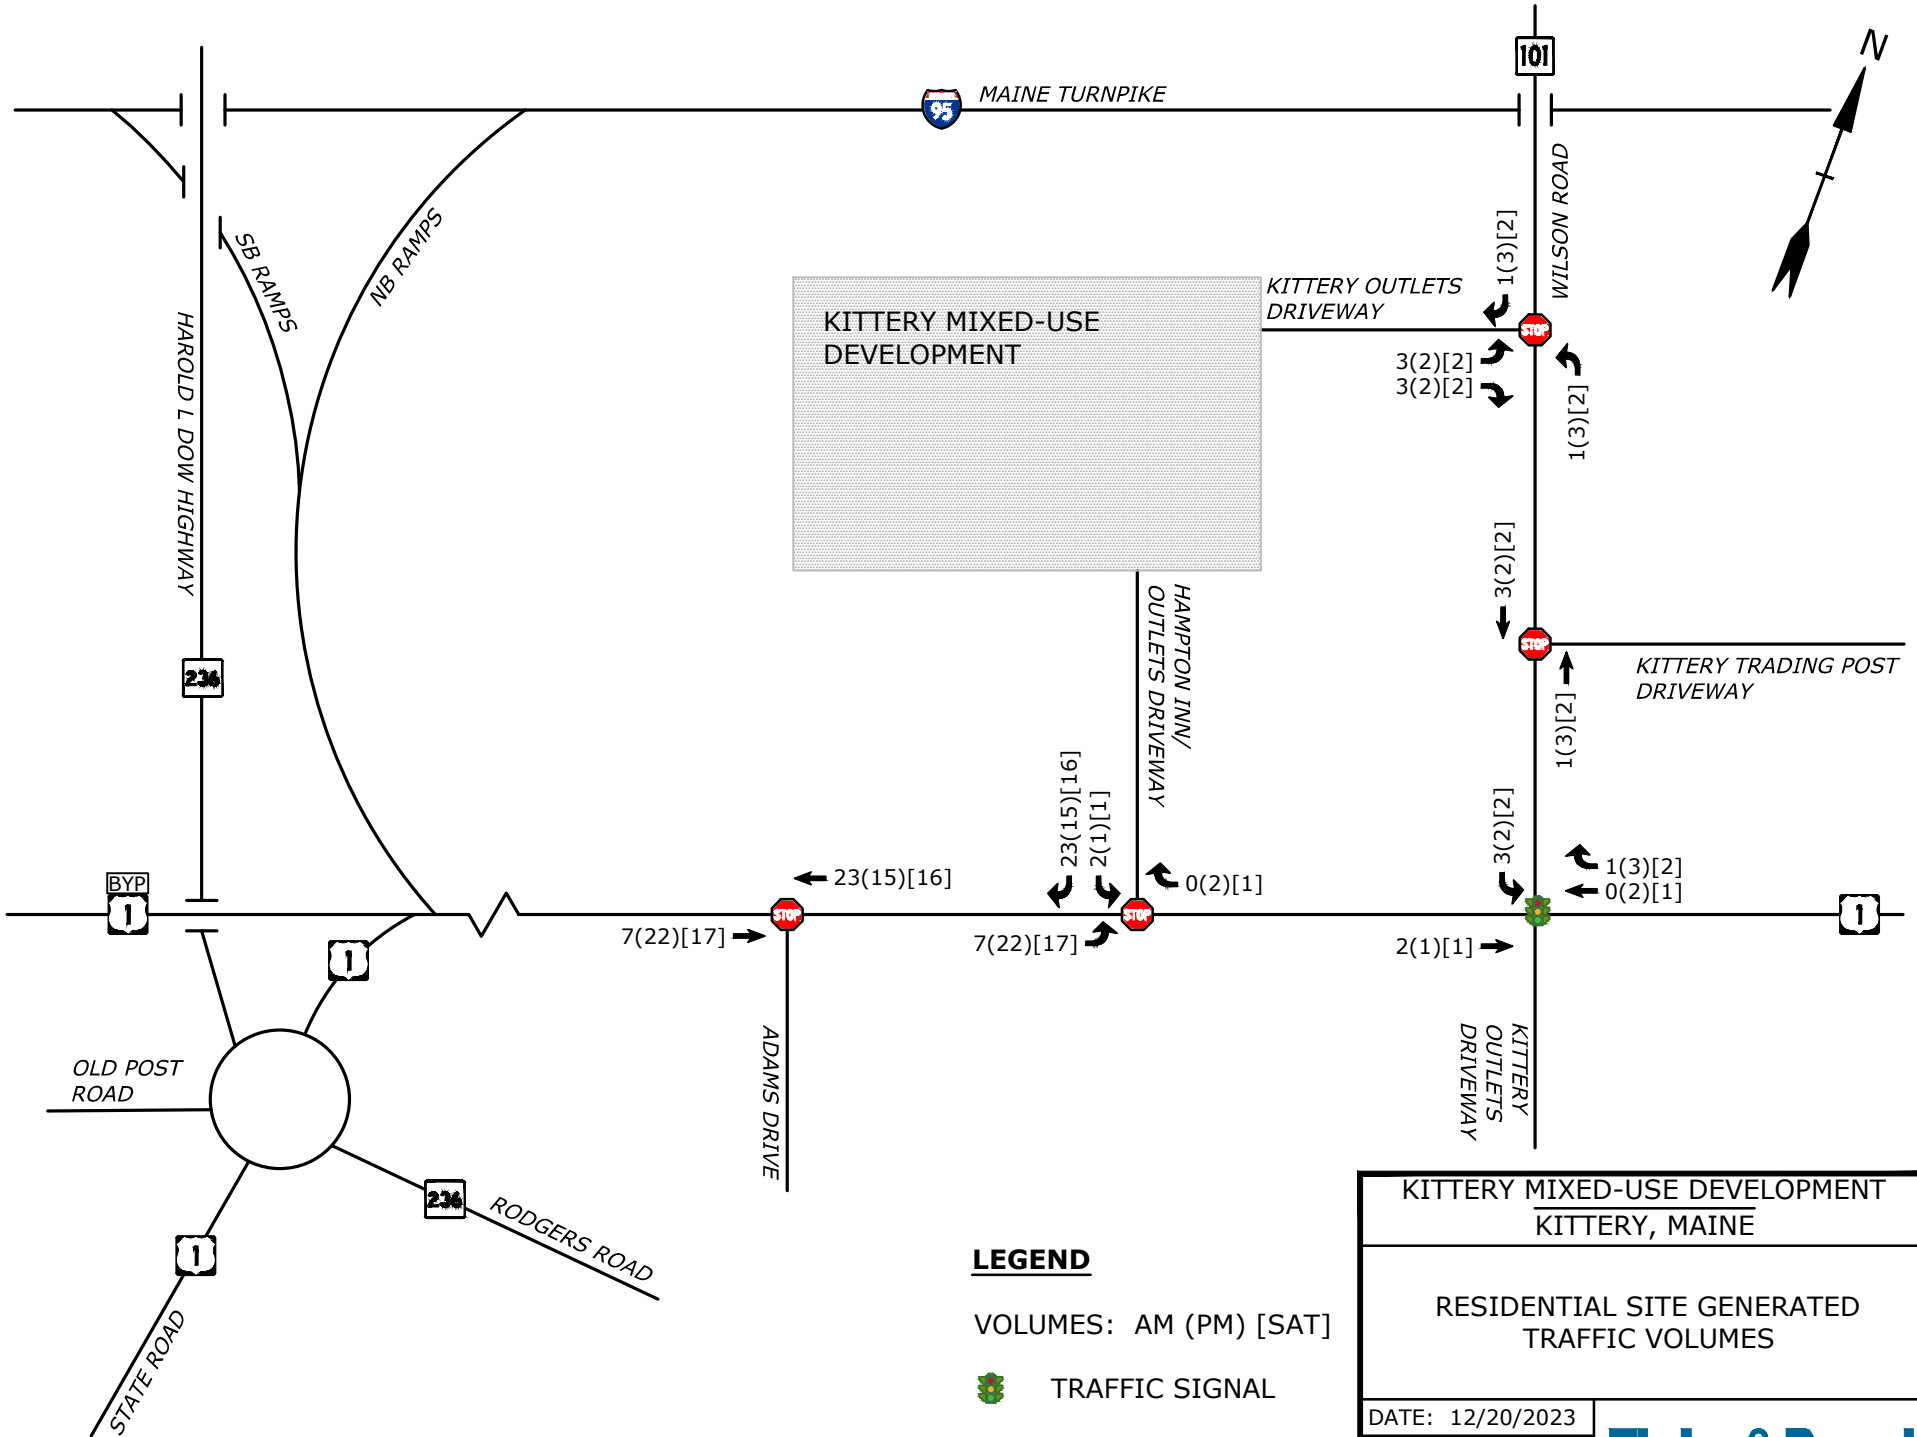 101
N
95
MAINE TURNPIKE
WILSON ROAD
SB RAMPS
NB RAMPS
HAROLD L DOW HIGHWAY
KITTERY MIXED-USE
DEVELOPMENT
KITTERY OUTLETS
DRIVEWAY
1(3)[2]
STOP
3(2)[2]
3(2)[2]
1(3)[2]
3(2)[2]
STOP
KITTERY TRADING POST
DRIVEWAY
1(3)[2]
HAMPTON INN/
OUTLETS DRIVEWAY
236
23(15)[16]
2(1)[1]
3(2)[2]
1(3)[2]
0(2)[1]
0(2)[1]
23(15)[16]
BYP
1
STOP
STOP
1
7(22)[17]
7(22)[17]
2(1)[1]
1
ADAMS DRIVE
KITTERY
OUTLETS
DRIVEWAY
OLD POST
ROAD
236
RODGERS ROAD
1
STATE ROAD
LEGEND
VOLUMES: AM (PM) [SAT]
TRAFFIC SIGNAL
KITTERY MIXED-USE DEVELOPMENT
KITTERY, MAINE
RESIDENTIAL SITE GENERATED
TRAFFIC VOLUMES
DATE: 12/20/2023